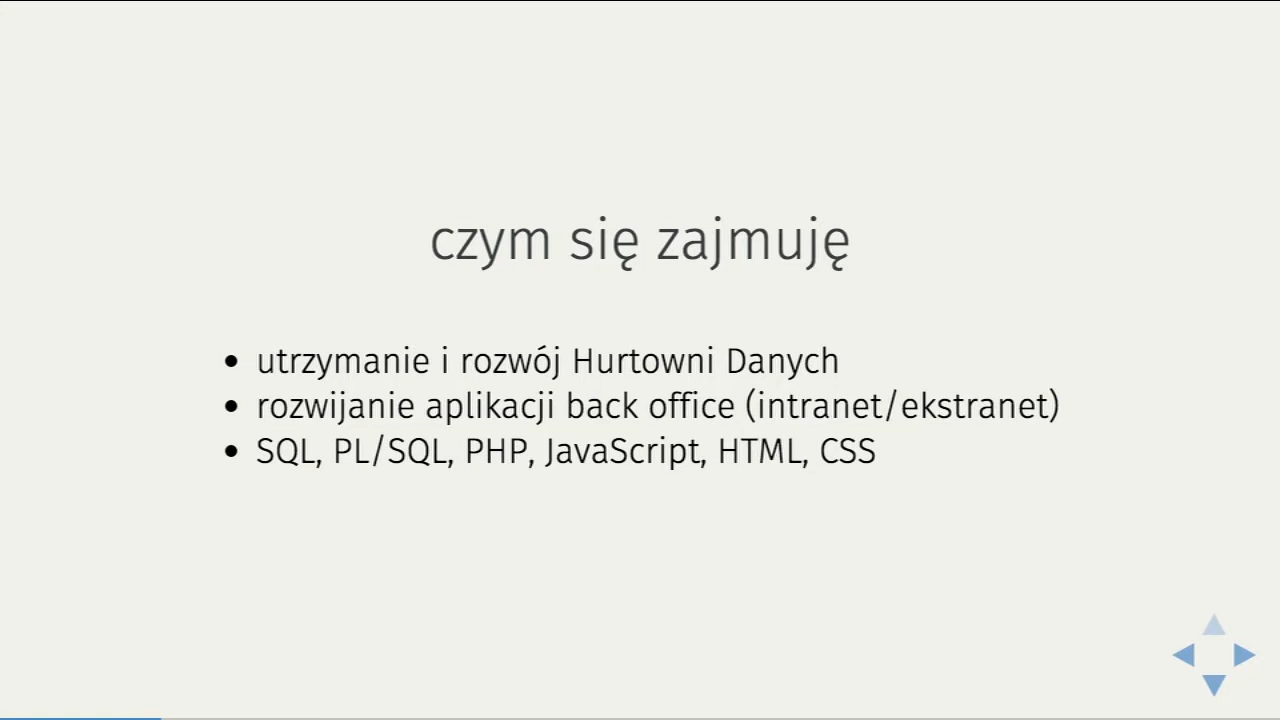 czym się zajmuję
utrzymanie i rozwój Hurtowni Danych
rozwijanie aplikacji back office (intranet/ekstranet)
SQL, PL/SQL, PHP, JavaScript, HTML, CSS